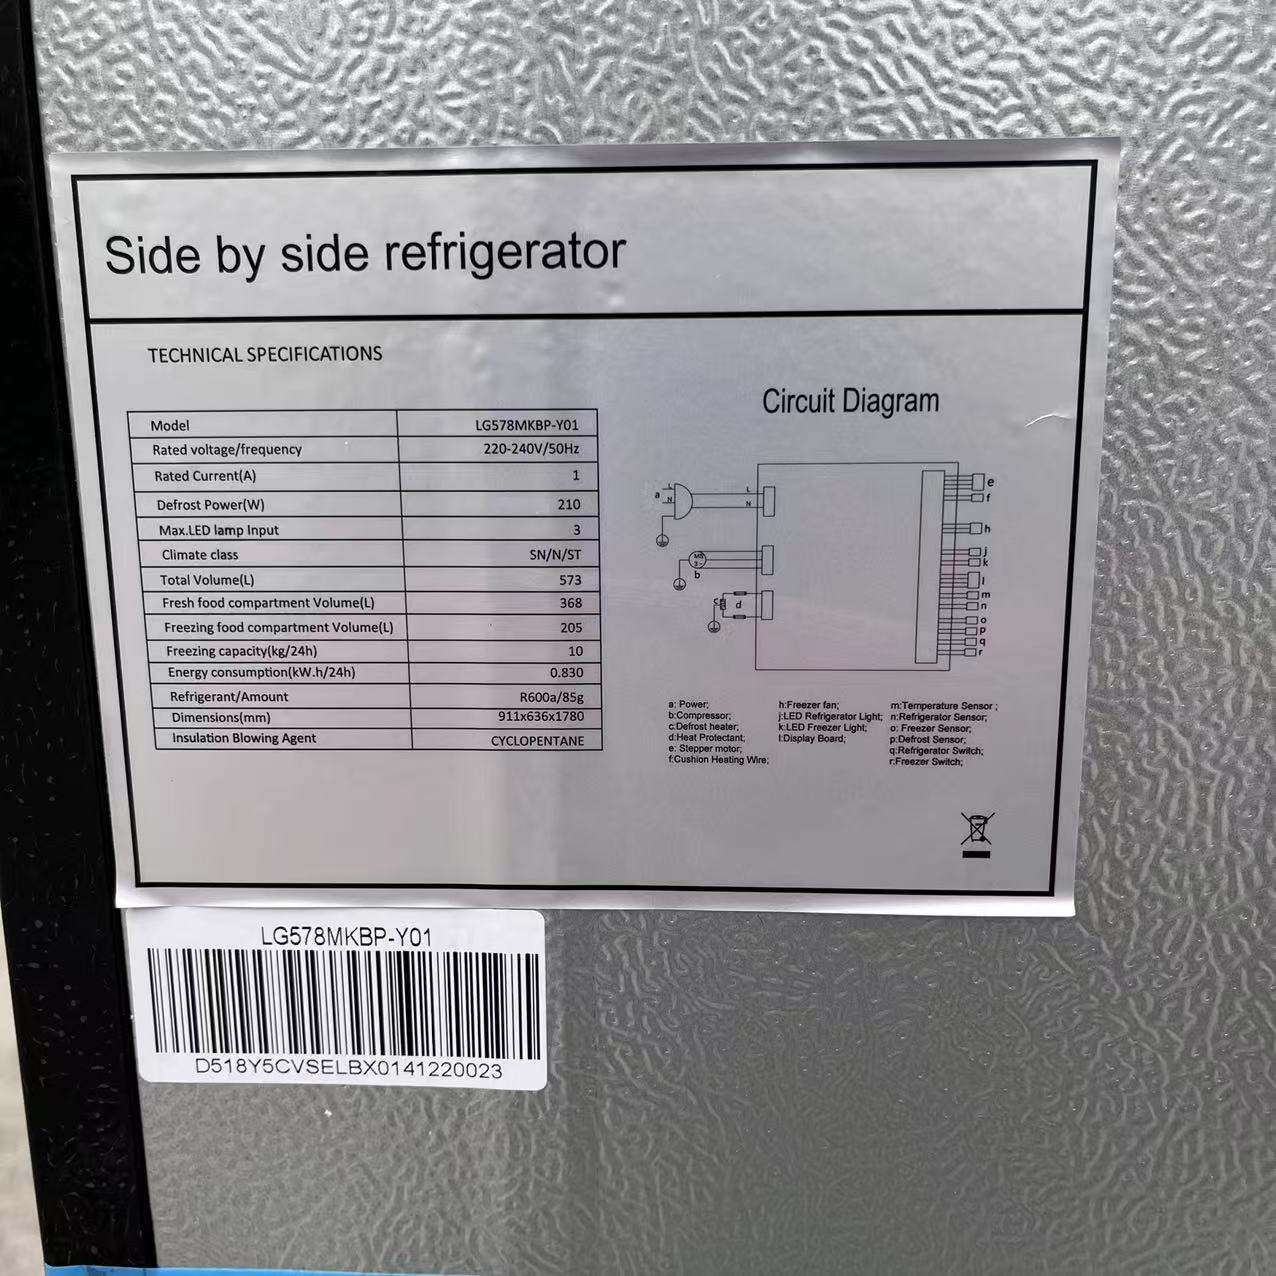 Side by side refrigerator
TECHNICAL SPECIFICATIONS
Model LG578MKBP-Y01
Rated voltage/frequency 220-240V/50Hz
Rated Current(A) 1
Defrost Power(W) 210
Max.LED lamp Input 3
Climate class SN/N/ST
Total Volume(L) 573
Fresh food compartment Volume(L) 368
Freezing food compartment Volume(L) 205
Freezing capacity(kg/24h) 10
Energy consumption(kW.h/24h) 0.830
Refrigerant/Amount R600a/85g
Dimensions(mm) 911x636x1780
Insulation Blowing Agent CYCLOPENTANE
Circuit Diagram
a
L
N
L
N
b
c
d
e
f
h
j
k
l
m
n
o
p
q
r
a: Power;
b:Compressor;
c:Defrost heater;
d:Heat Protectant;
e: Stepper motor;
f:Cushion Heating Wire;
h:Freezer fan;
j:LED Refrigerator Light;
k:LED Freezer Light;
l:Display Board;
m:Temperature Sensor ;
n:Refrigerator Sensor;
o: Freezer Sensor;
p:Defrost Sensor;
q:Refrigerator Switch;
r:Freezer Switch;
LG578MKBP-Y01
D518Y5CVSELBX0141220023